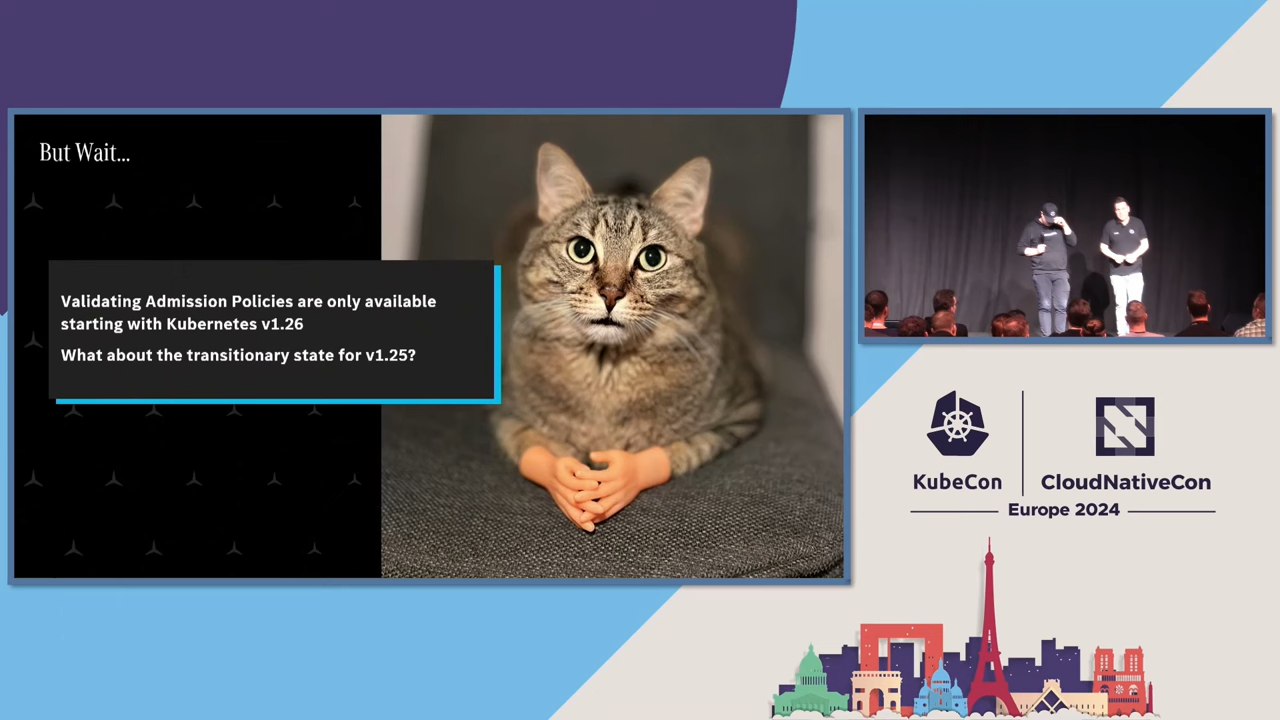 But Wait...
Validating Admission Policies are only available
starting with Kubernetes v1.26
What about the transitionary state for v1.25?
KubeCon
CloudNativeCon
Europe 2024